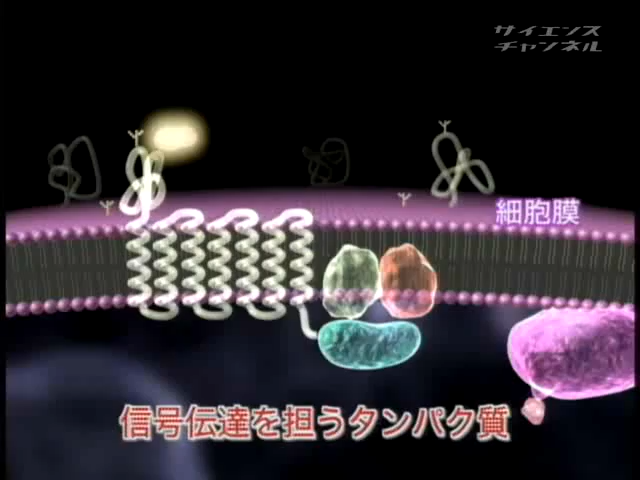 サイエンス
チャンネル
細胞膜
信号伝達を担うタンパク質